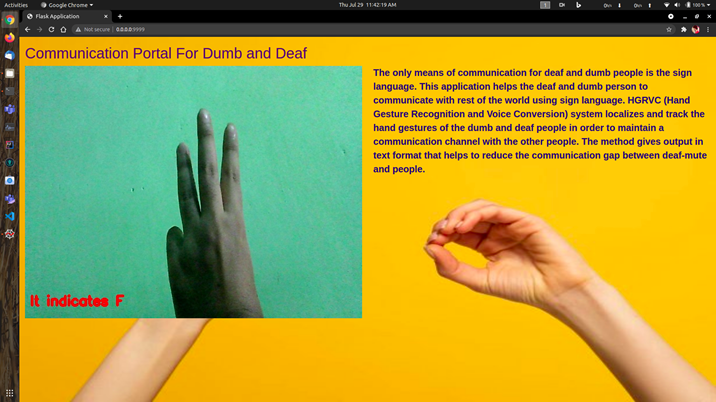 Activities Google Chrome Thu Jul 29 11:42:19 AM 1 100 %
Flask Application
Not secure 0.0.0.0:9999
Communication Portal For Dumb and Deaf
The only means of communication for deaf and dumb people is the sign
language. This application helps the deaf and dumb person to
communicate with rest of the world using sign language. HGRVC (Hand
Gesture Recognition and Voice Conversion) system localizes and track the
hand gestures of the dumb and deaf people in order to maintain a
communication channel with the other people. The method gives output in
text format that helps to reduce the communication gap between deaf-mute
and people.
It indicates F